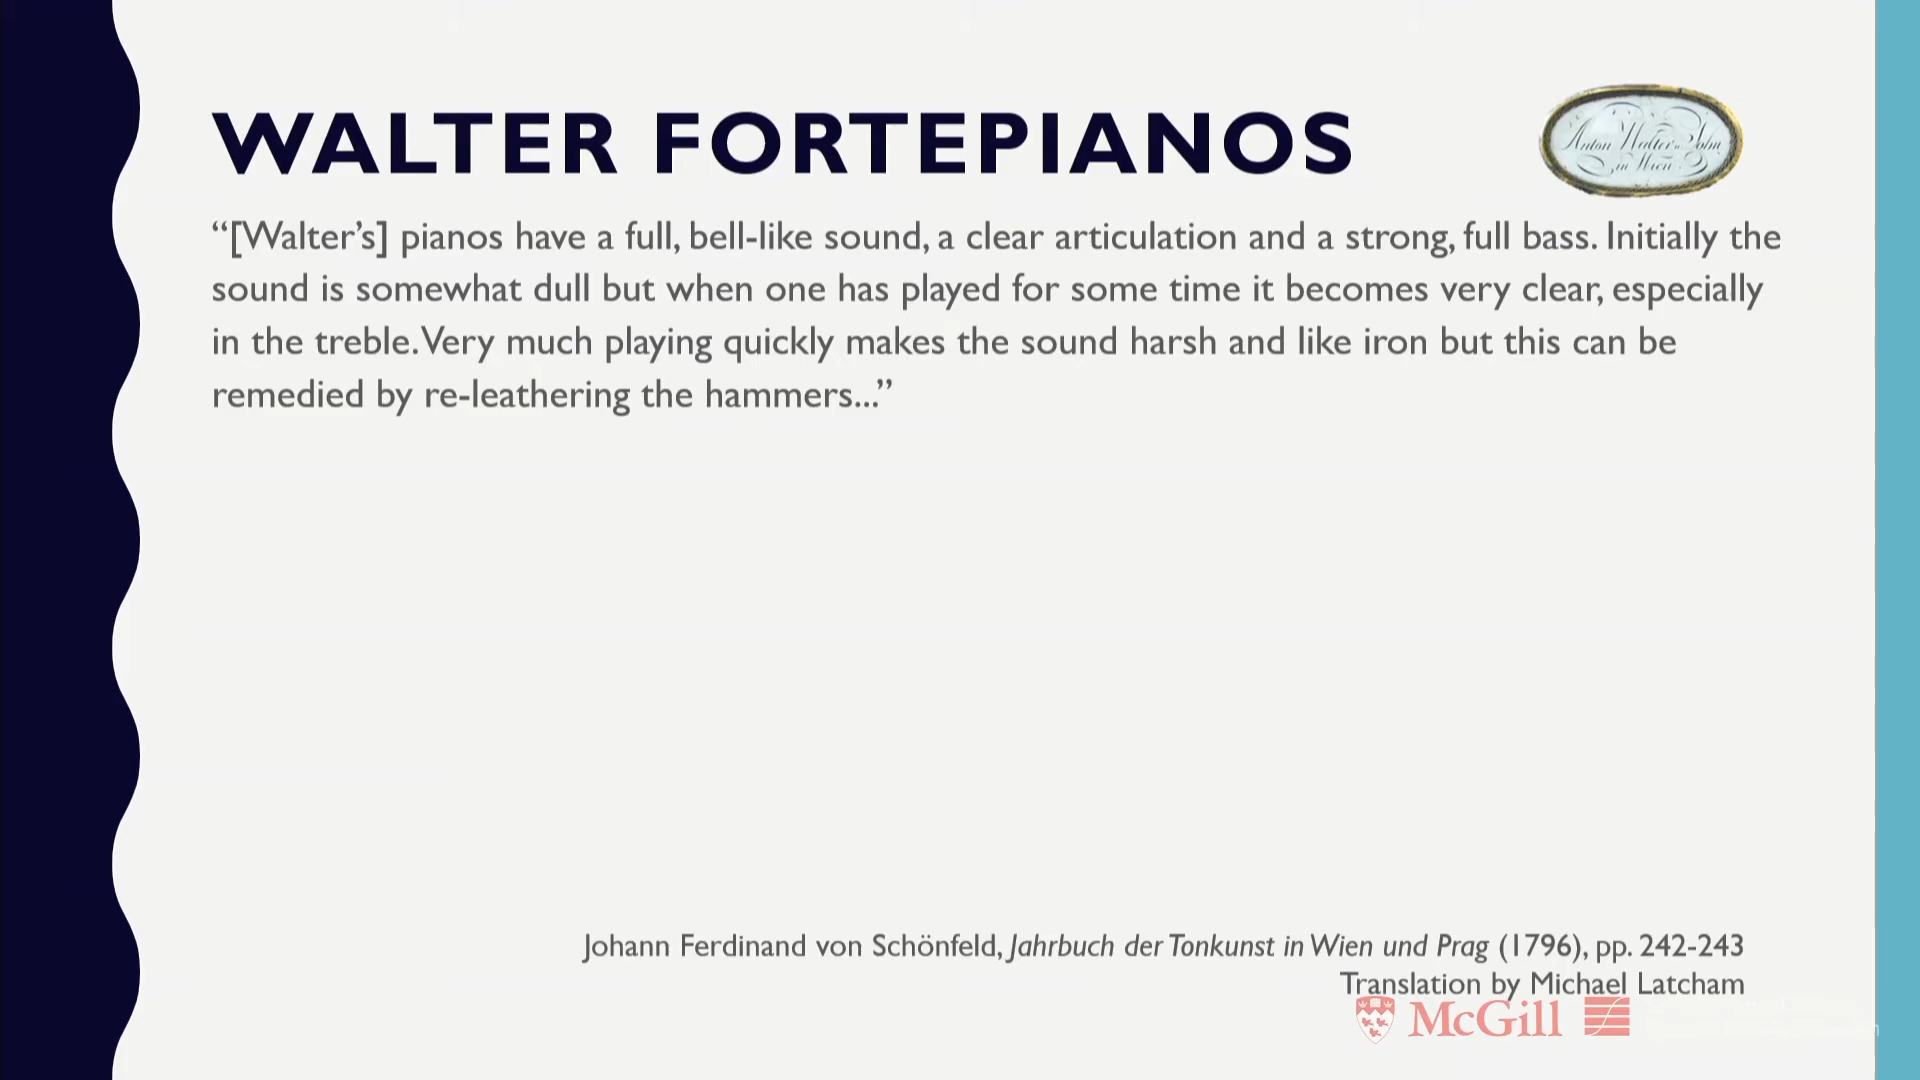 WALTER FORTEPIANOS
Anton Walter u. Sohn
in Wien
“[Walter’s] pianos have a full, bell-like sound, a clear articulation and a strong, full bass. Initially the
sound is somewhat dull but when one has played for some time it becomes very clear, especially
in the treble. Very much playing quickly makes the sound harsh and like iron but this can be
remedied by re-leathering the hammers...”
Johann Ferdinand von Schönfeld, Jahrbuch der Tonkunst in Wien und Prag (1796), pp. 242-243
Translation by Michael Latcham
McGill